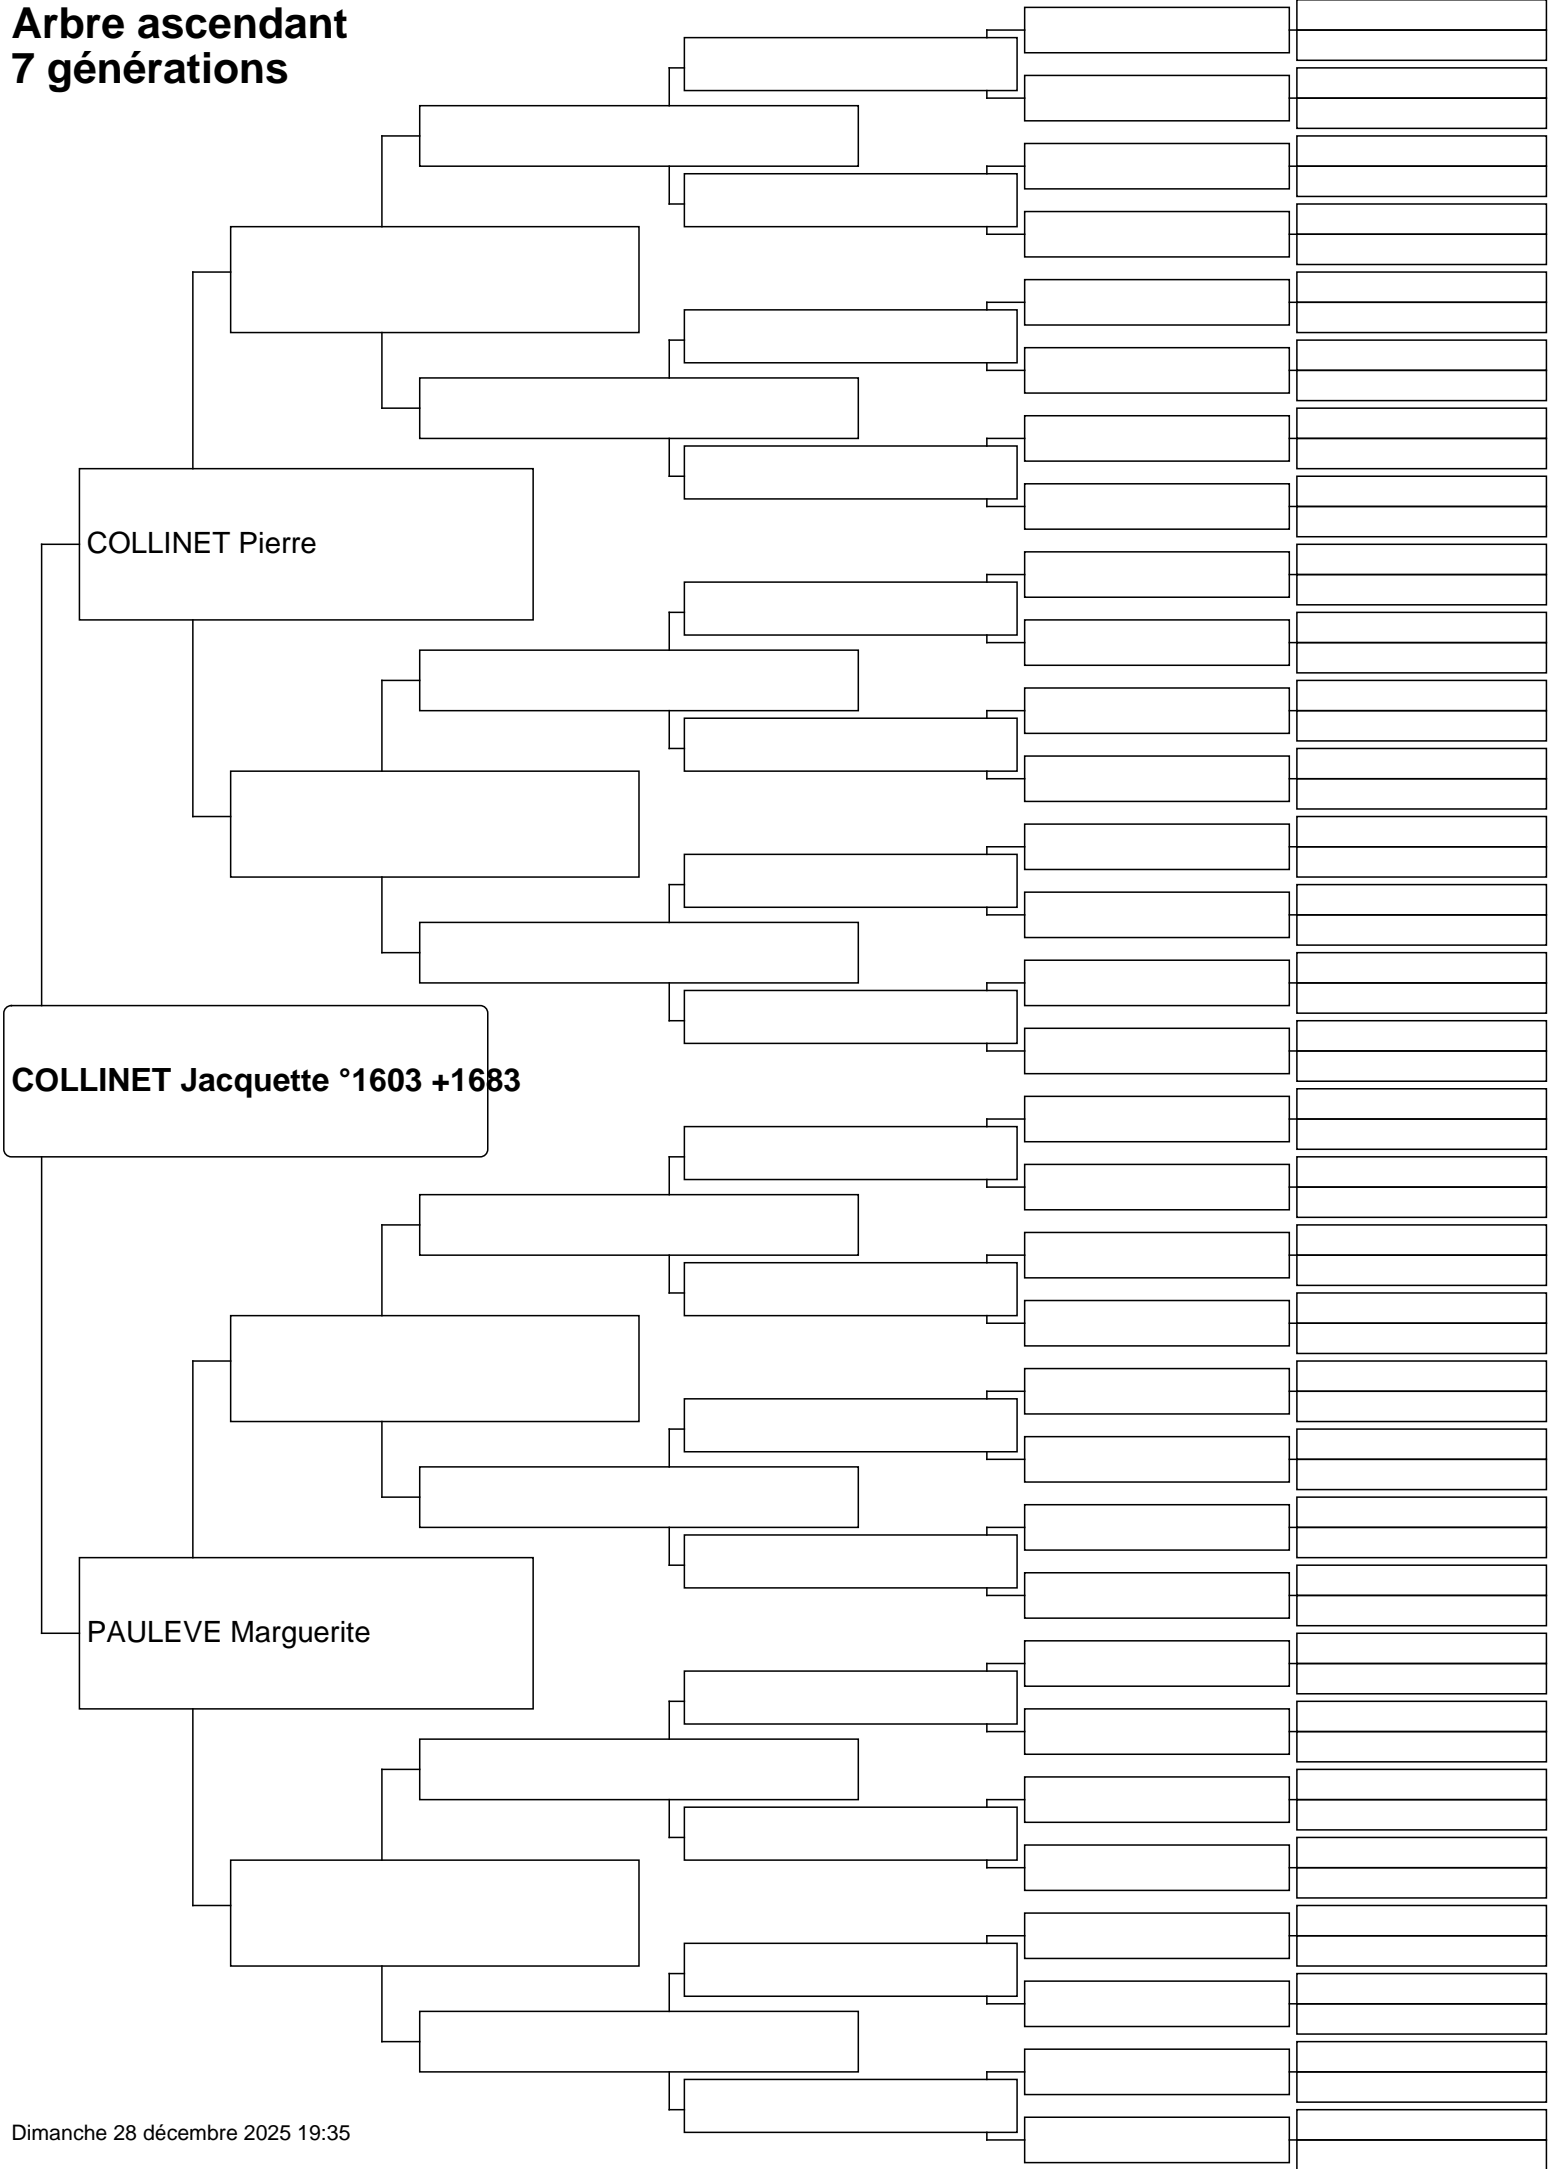 Arbre ascendant
7 générations
COLLINET Pierre
COLLINET Jacquette °1603 +1683
PAULEVE Marguerite
Dimanche 28 décembre 2025 19:35